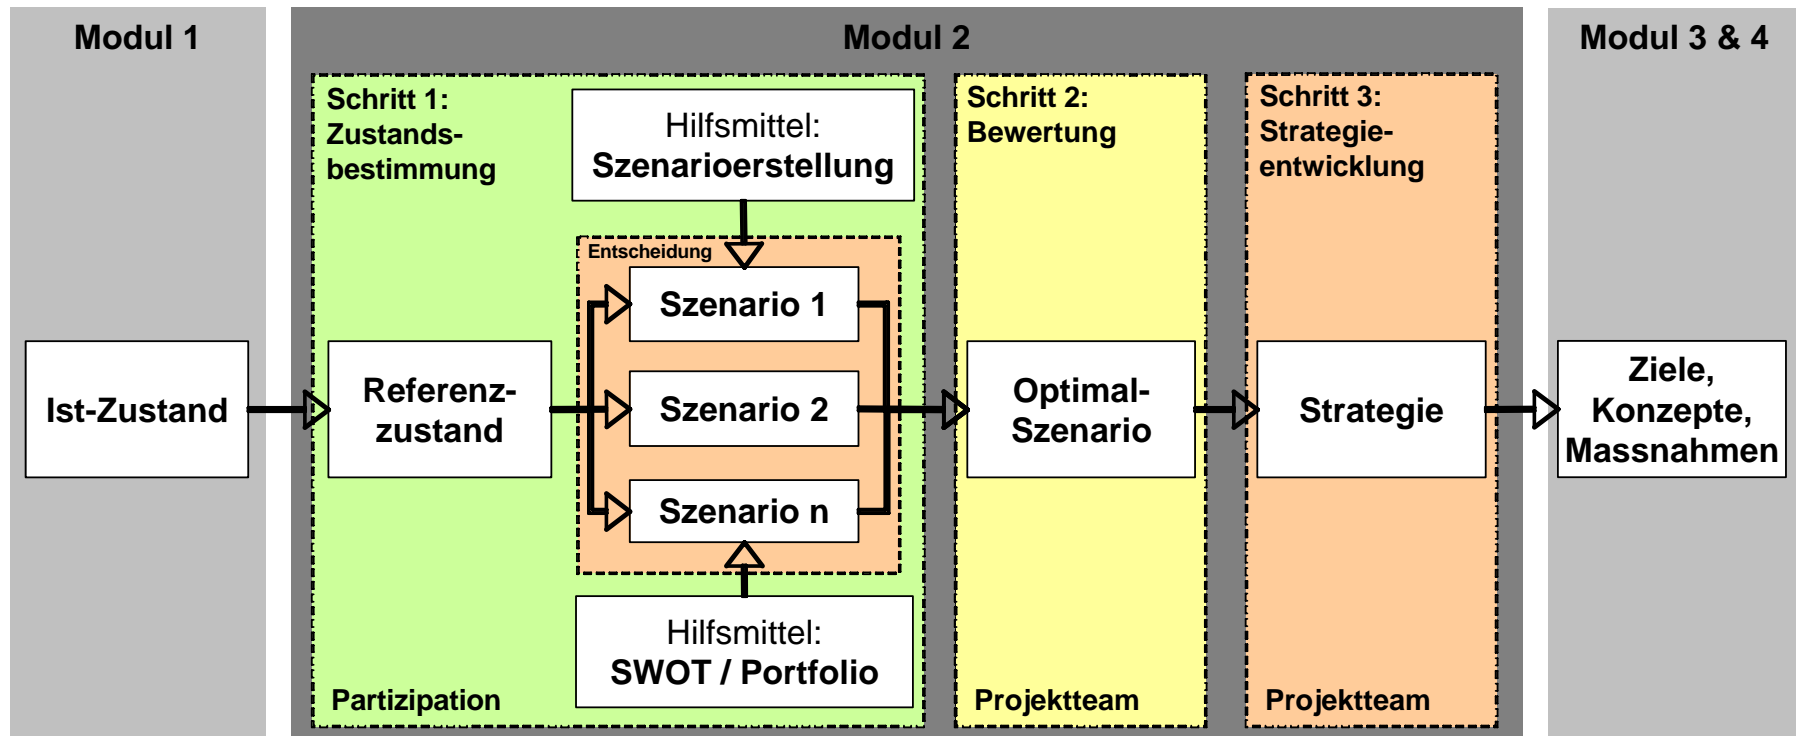 Modul 1
Modul 2
Modul 3 & 4
Schritt 1:
Zustands-
bestimmung
Hilfsmittel:
Szenarioerstellung
Schritt 2:
Bewertung
Schritt 3:
Strategie-
entwicklung
Entscheidung
Szenario 1
Ist-Zustand
Referenz-
zustand
Szenario 2
Optimal-
Szenario
Strategie
Ziele,
Konzepte,
Massnahmen
Szenario n
Hilfsmittel:
SWOT / Portfolio
Partizipation
Projektteam
Projektteam